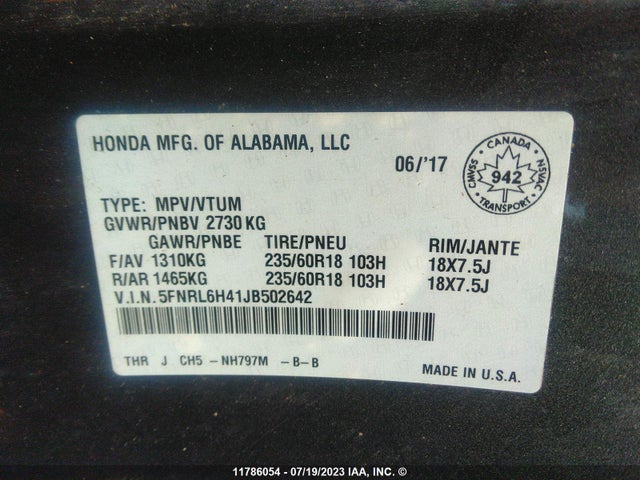 HONDA MFG. OF ALABAMA, LLC
06/'17
CANADA
CMVSS 942 NSVAC
TRANSPORT
TYPE: MPV/VTUM
GVWR/PNBV 2730 KG
GAWR/PNBE TIRE/PNEU RIM/JANTE
F/AV 1310KG 235/60R18 103H 18X7.5J
R/AR 1465KG 235/60R18 103H 18X7.5J
V.I.N. 5FNRL6H41JB502642
THR J CH5 - NH797M - B - B
MADE IN U.S.A.
11786054 - 07/19/2023 IAA, INC. ©